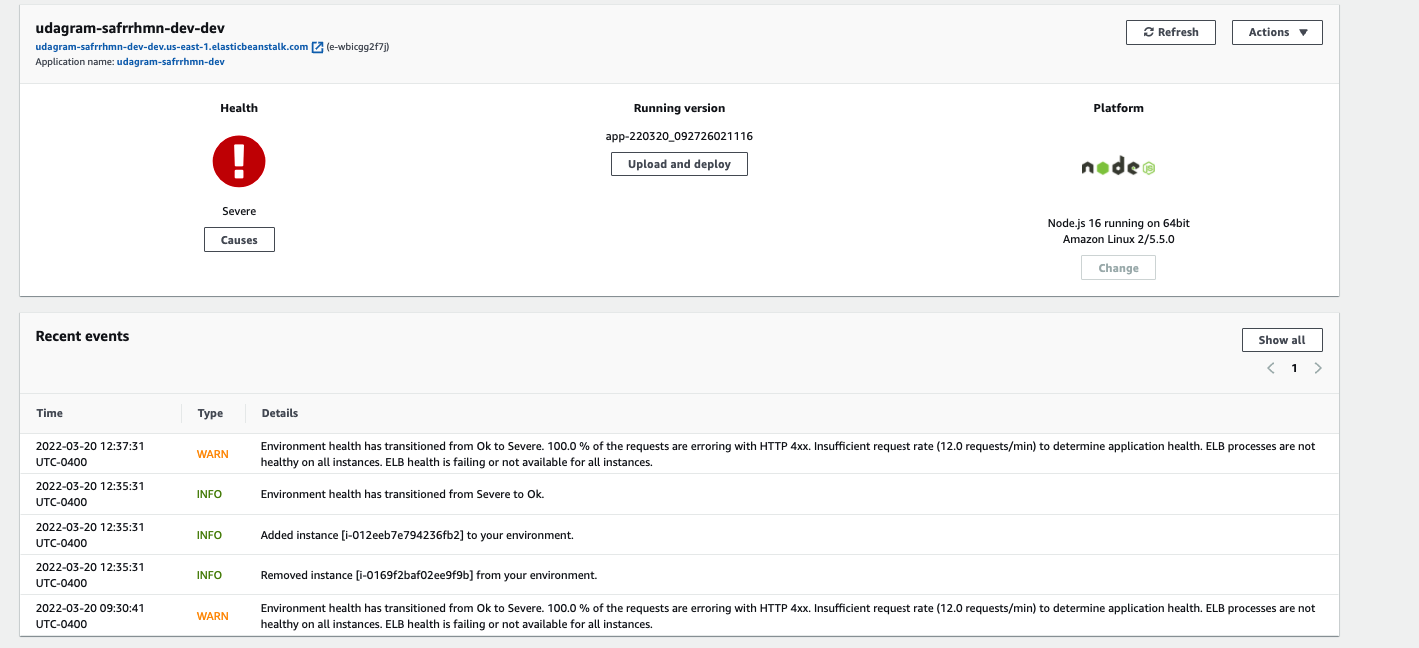 udagram-safrrhmn-dev-dev
udagram-safrrhmn-dev-dev.us-east-1.elasticbeanstalk.com (e-wbicgg2f7j)
Application name: udagram-safrrhmn-dev
Refresh
Actions
Health
Severe
Causes
Running version
app-220320_092726021116
Upload and deploy
Platform
node JS
Node.js 16 running on 64bit
Amazon Linux 2/5.5.0
Change
Recent events
Show all
1
Time Type Details
2022-03-20 12:37:31
UTC-0400
WARN
Environment health has transitioned from Ok to Severe. 100.0 % of the requests are erroring with HTTP 4xx. Insufficient request rate (12.0 requests/min) to determine application health. ELB processes are not
healthy on all instances. ELB health is failing or not available for all instances.
2022-03-20 12:35:31
UTC-0400
INFO
Environment health has transitioned from Severe to Ok.
2022-03-20 12:35:31
UTC-0400
INFO
Added instance [i-012eeb7e794236fb2] to your environment.
2022-03-20 12:35:31
UTC-0400
INFO
Removed instance [i-0169f2baf02ee9f9b] from your environment.
2022-03-20 09:30:41
UTC-0400
WARN
Environment health has transitioned from Ok to Severe. 100.0 % of the requests are erroring with HTTP 4xx. Insufficient request rate (12.0 requests/min) to determine application health. ELB processes are not
healthy on all instances. ELB health is failing or not available for all instances.